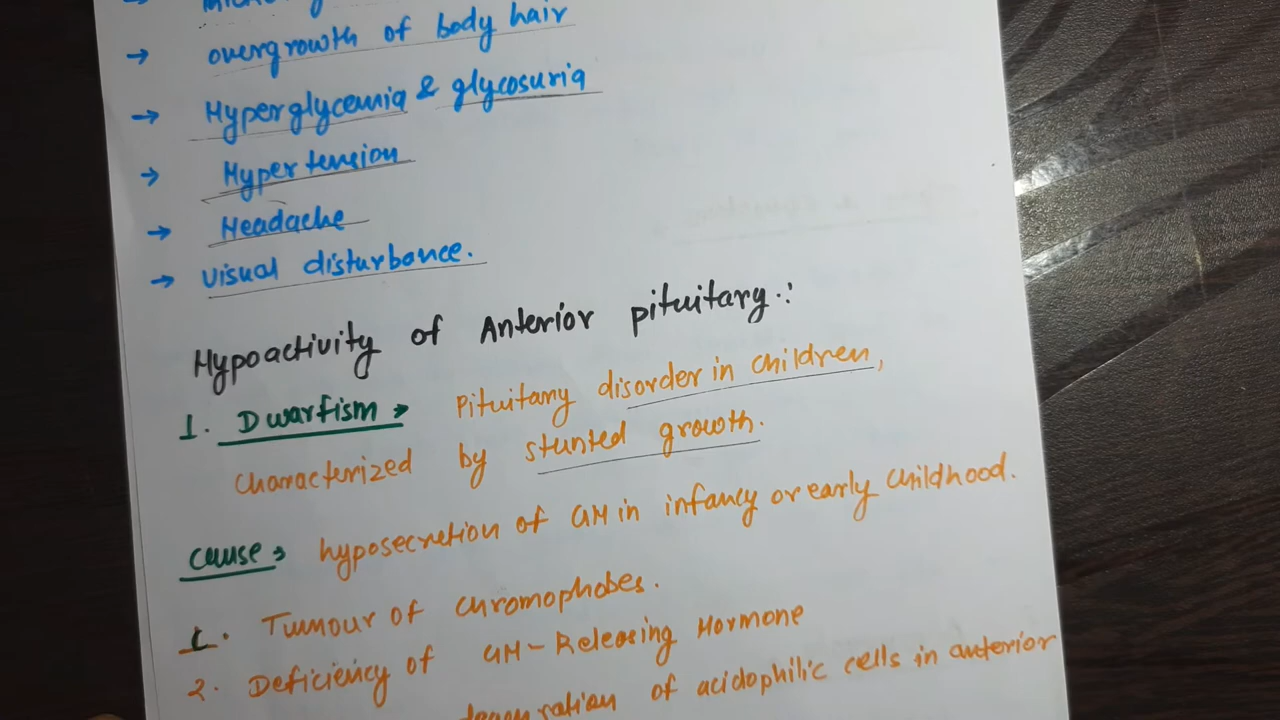 → overgrowth of body hair
→ Hyperglycemia & glycosuria
→ Hypertension
→ Headache
→ visual disturbance.
Hypoactivity of Anterior pituitary:
1. Dwarfism → Pituitary disorder in children,
characterized by stunted growth.
cause → hyposecretion of GH in infancy or early childhood.
1. Tumour of chromophobes.
2. Deficiency of GH - Releasing Hormone
of acidophilic cells in anterior